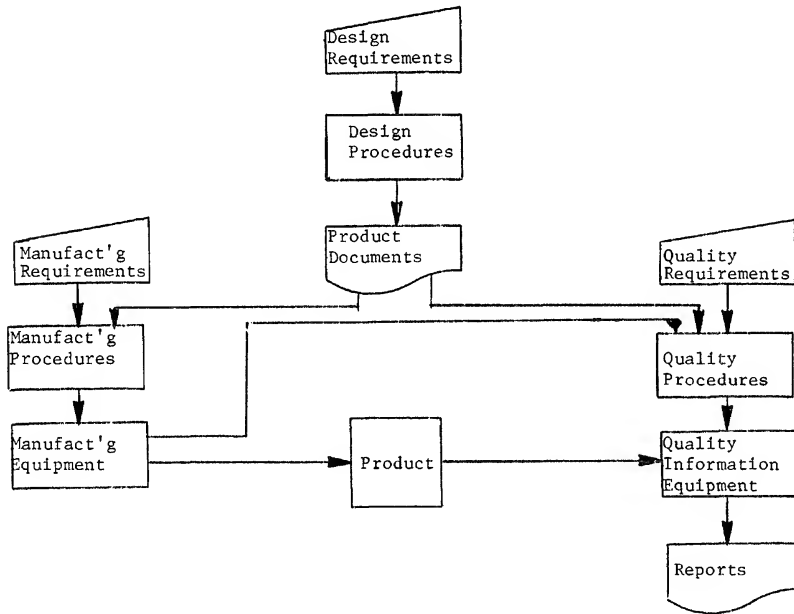 Design
Requirements
Design
Procedures
Product
Documents
Manufact'g
Requirements
Quality
Requirements
Manufact'g
Procedures
Quality
Procedures
Manufact'g
Equipment
Product
Quality
Information
Equipment
Reports